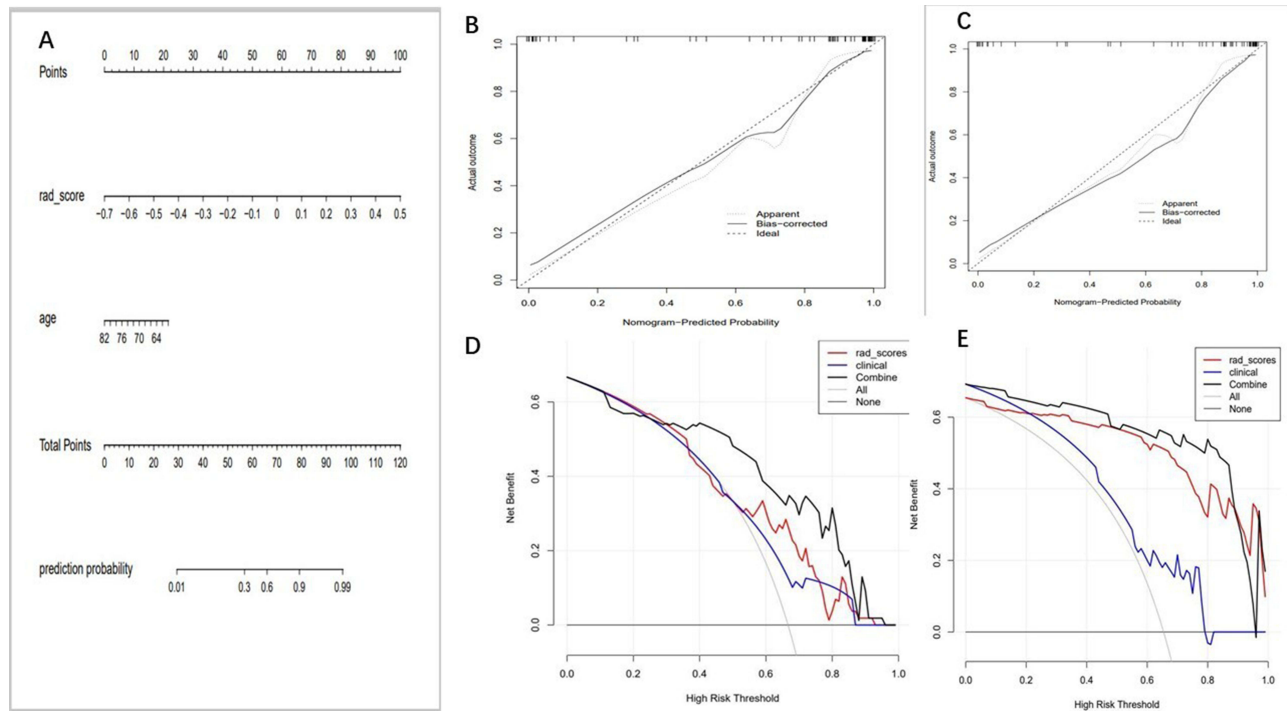 A
0 10 20 30 40 50 60 70 80 90 100
Points
rad_score
−0.7 −0.6 −0.5 −0.4 −0.3 −0.2 −0.1 0 0.1 0.2 0.3 0.4 0.5
age
82 76 70 64
Total Points
0 10 20 30 40 50 60 70 80 90 100 110 120
prediction probability
0.01 0.3 0.6 0.9 0.99
B
1.0
0.8
0.6
0.4
0.2
0.0
Actual outcome
Apparent
Bias−corrected
Ideal
0.0 0.2 0.4 0.6 0.8 1.0
Nomogram−Predicted Probability
C
1.0
0.8
0.6
0.4
0.2
0.0
Actual outcome
Apparent
Bias−corrected
Ideal
0.0 0.2 0.4 0.6 0.8 1.0
Nomogram−Predicted Probability
D
rad_scores
clinical
Combine
All
None
0.6
0.4
0.2
0.0
Net Benefit
0.0 0.2 0.4 0.6 0.8 1.0
High Risk Threshold
E
rad_scores
clinical
Combine
All
None
0.6
0.4
0.2
0.0
Net Benefit
0.0 0.2 0.4 0.6 0.8 1.0
High Risk Threshold